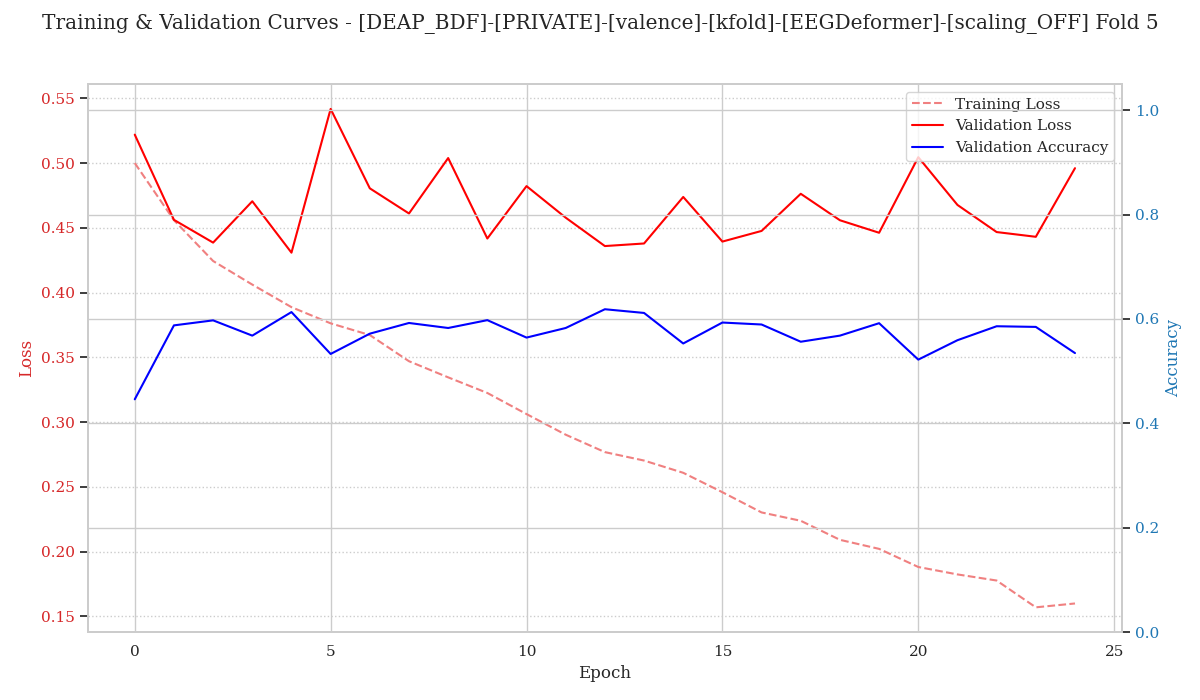 Training & Validation Curves - [DEAP_BDF]-[PRIVATE]-[valence]-[kfold]-[EEGDeformer]-[scaling_OFF] Fold 5
Training Loss
Validation Loss
Validation Accuracy
0.55
0.50
0.45
0.40
0.35
0.30
0.25
0.20
0.15
Loss
1.0
0.8
0.6
0.4
0.2
0.0
Accuracy
0 5 10 15 20 25
Epoch